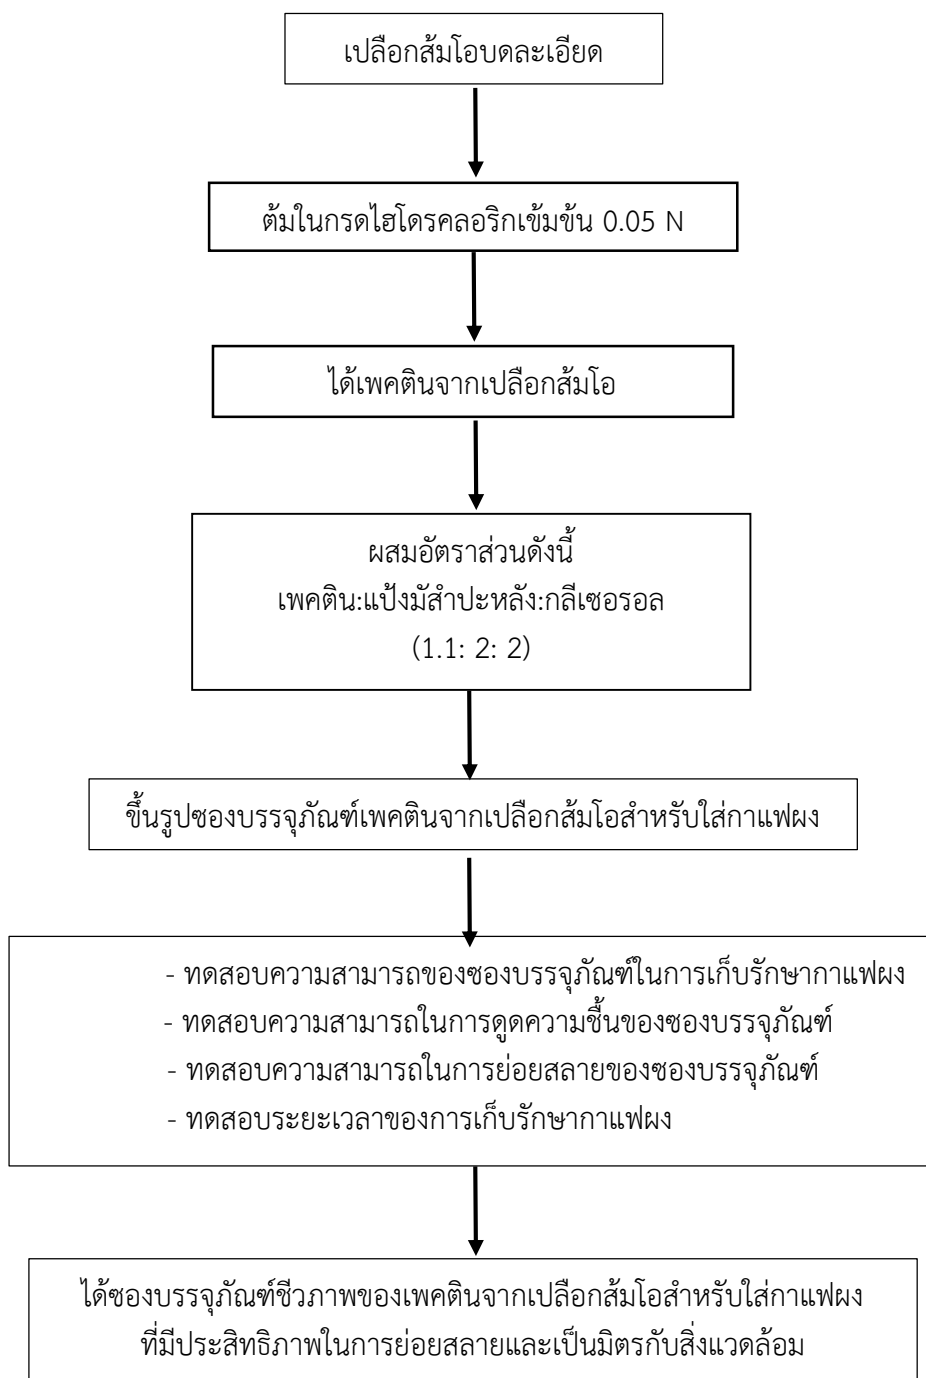 เปลือกส้มโอบดละเอียด
ต้มในกรดไฮโดรคลอริกเข้มข้น 0.05 N
ได้เพคตินจากเปลือกส้มโอ
ผสมอัตราส่วนดังนี้
เพคติน:แป้งมัสำปะหลัง:กลีเซอรอล
(1.1: 2: 2)
ขึ้นรูปซองบรรจุภัณฑ์เพคตินจากเปลือกส้มโอสำหรับใส่กาแฟผง
- ทดสอบความสามารถของซองบรรจุภัณฑ์ในการเก็บรักษากาแฟผง
- ทดสอบความสามารถในการดูดความชื้นของซองบรรจุภัณฑ์
- ทดสอบความสามารถในการย่อยสลายของซองบรรจุภัณฑ์
- ทดสอบระยะเวลาของการเก็บรักษากาแฟผง
ได้ซองบรรจุภัณฑ์ชีวภาพของเพคตินจากเปลือกส้มโอสำหรับใส่กาแฟผง
ที่มีประสิทธิภาพในการย่อยสลายและเป็นมิตรกับสิ่งแวดล้อม